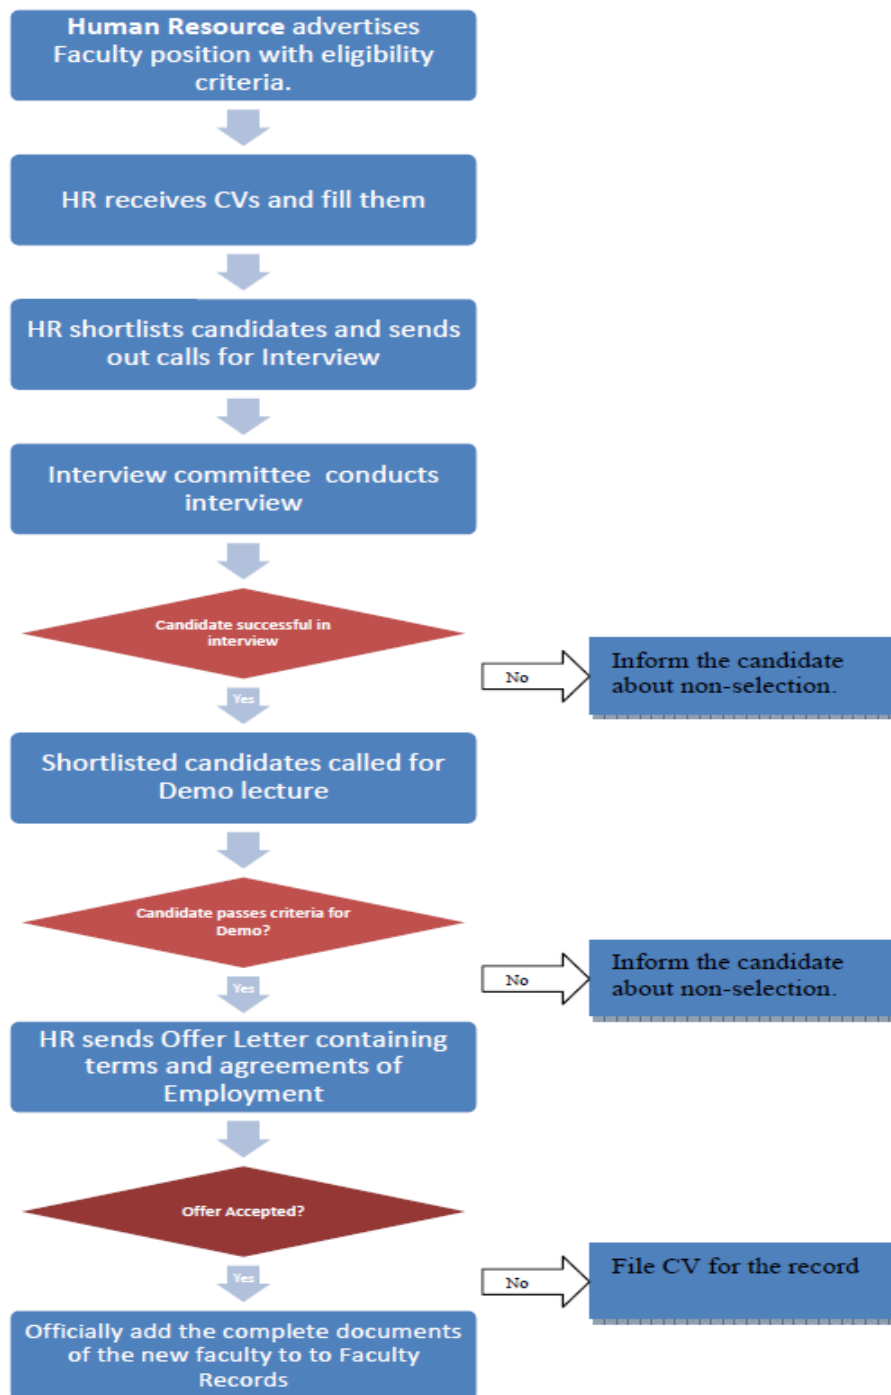 Human Resource advertises
Faculty position with eligibility
criteria.
HR receives CVs and fill them
HR shortlists candidates and sends
out calls for Interview
Interview committee  conducts
interview
Candidate successful in
interview
No
Inform the candidate
about non-selection.
Yes
Shortlisted candidates called for
Demo lecture
Candidate passes criteria for
Demo?
No
Inform the candidate
about non-selection.
Yes
HR sends Offer Letter containing
terms and agreements of
Employment
Offer Accepted?
No
File CV for the record
Yes
Officially add the complete documents
of the new faculty to to Faculty
Records